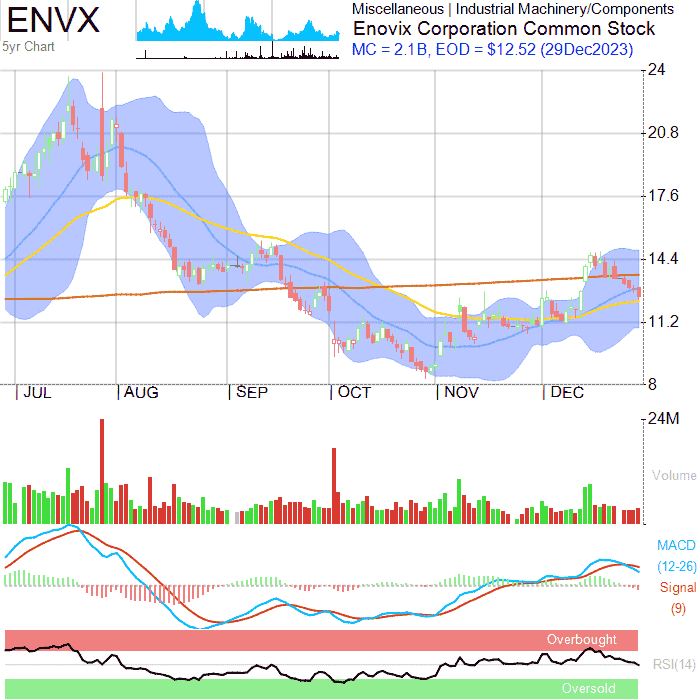 ENVX
5yr Chart
Miscellaneous | Industrial Machinery/Components
Enovix Corporation Common Stock
MC = 2.1B, EOD = $12.52 (29Dec2023)
24
20.8
17.6
14.4
11.2
8
JUL AUG SEP OCT NOV DEC
24M
Volume
MACD
(12-26)
Signal
(9)
Overbought
RSI(14)
Oversold